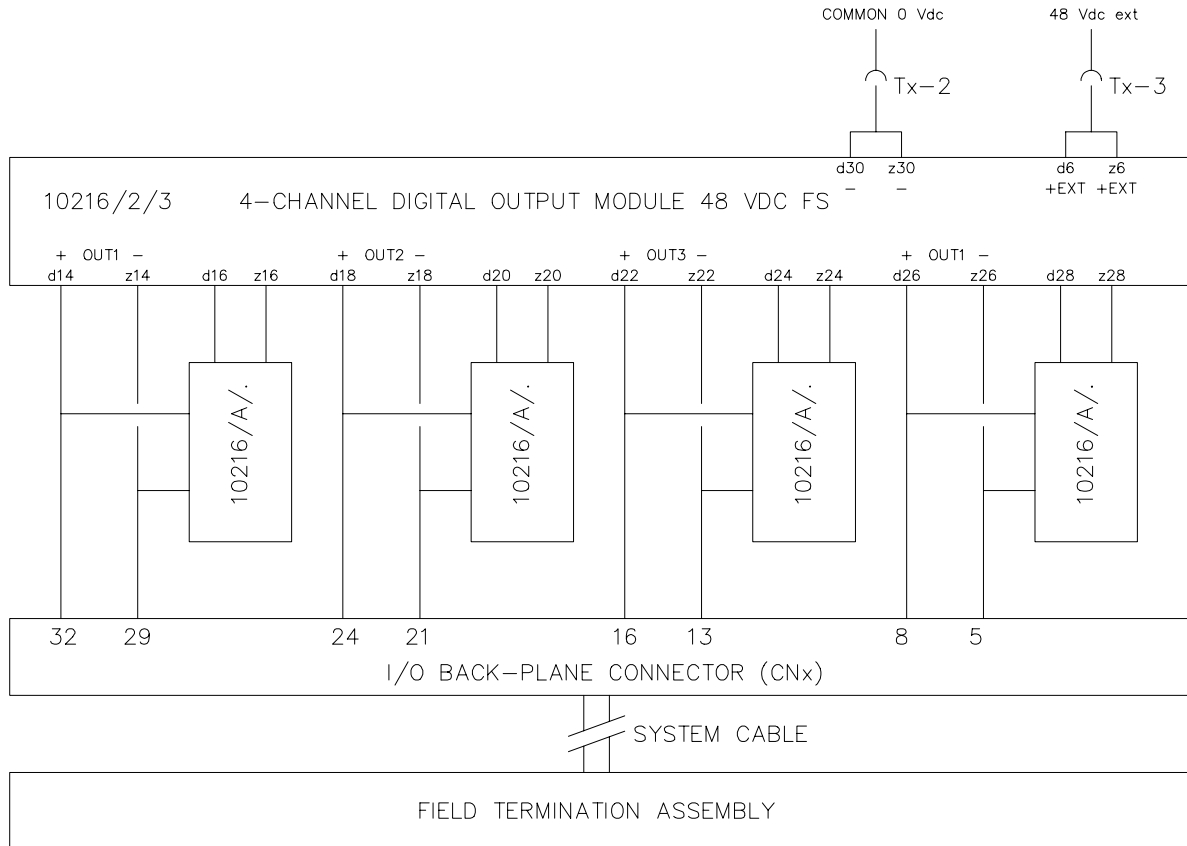 COMMON 0 Vdc 48 Vdc ext
Tx-2 Tx-3
d30 z30 d6 z6
- - +EXT +EXT
10216/2/3 4-CHANNEL DIGITAL OUTPUT MODULE 48 VDC FS
+ OUT1 - + OUT2 - + OUT3 - + OUT1 -
d14 z14 d16 z16 d18 z18 d20 z20 d22 z22 d24 z24 d26 z26 d28 z28
10216/A/. 10216/A/. 10216/A/. 10216/A/.
32 29 24 21 16 13 8 5
I/O BACK-PLANE CONNECTOR (CNx)
SYSTEM CABLE
FIELD TERMINATION ASSEMBLY